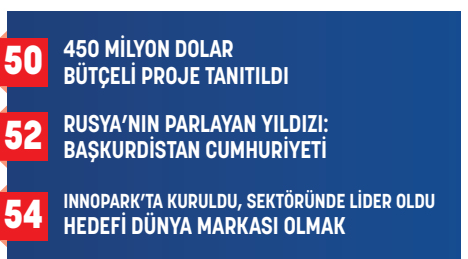 50
450 MİLYON DOLAR
BÜTÇELİ PROJE TANITILDI
52
RUSYA'NIN PARLAYAN YILDIZI:
BAŞKURDİSTAN CUMHURİYETİ
54
INNOPARK'TA KURULDU, SEKTÖRÜNDE LİDER OLDU
HEDEFİ DÜNYA MARKASI OLMAK